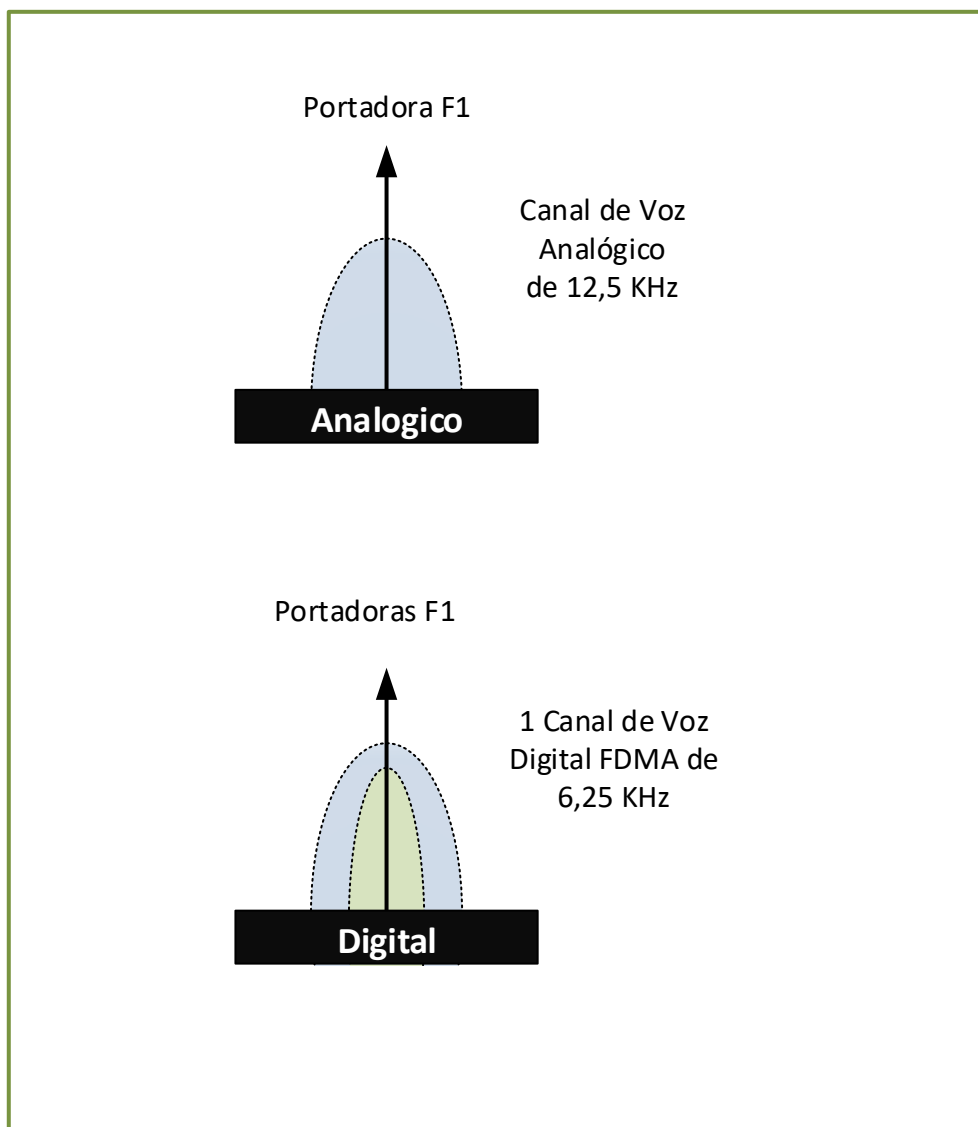 Portadora F1
Canal de Voz
Analógico
de 12,5 KHz
Analogico
Portadoras F1
1 Canal de Voz
Digital FDMA de
6,25 KHz
Digital